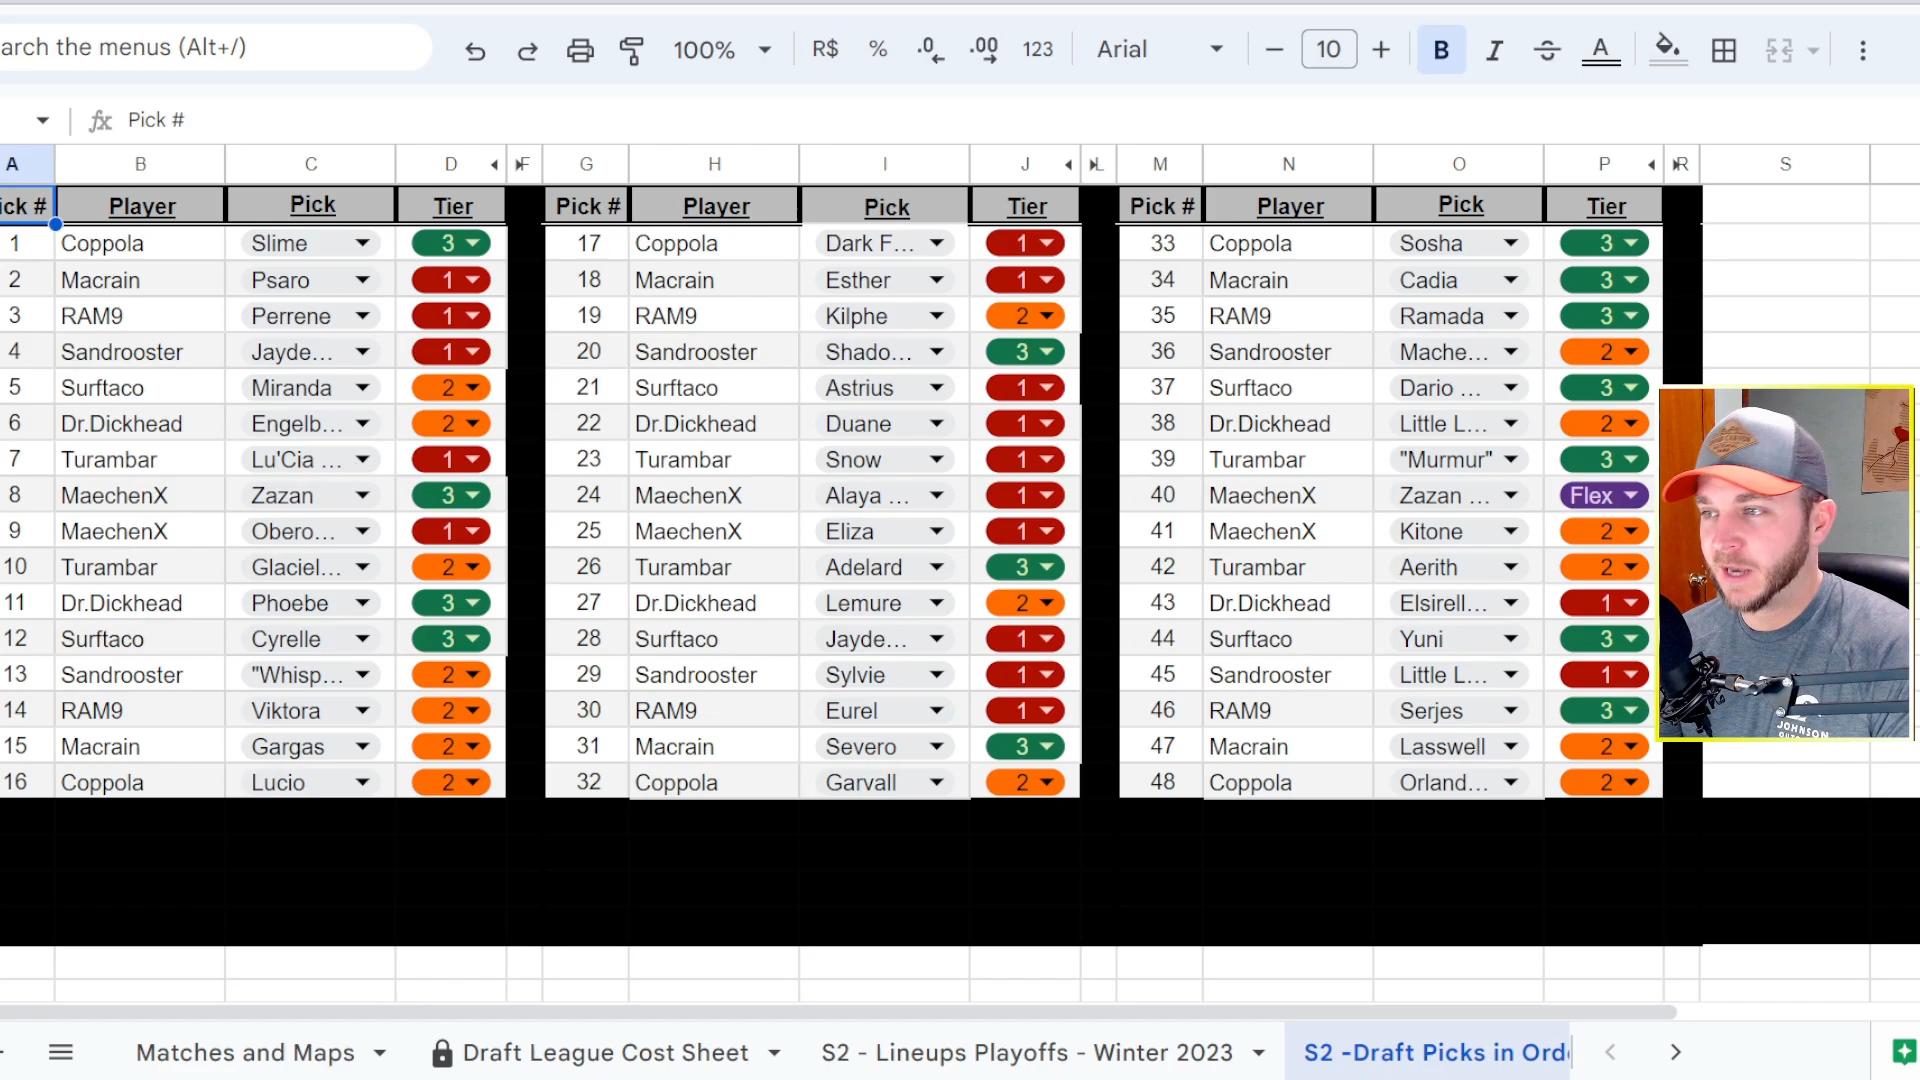 arch the menus (Alt+/)
100% R$ % .0 .00 123 Arial 10 B I A
fx Pick #
A B C D F G H I J L M N O P R S
ick # Player Pick Tier Pick # Player Pick Tier Pick # Player Pick Tier
1 Coppola Slime 3 17 Coppola Dark F... 1 33 Coppola Sosha 3
2 Macrain Psaro 1 18 Macrain Esther 1 34 Macrain Cadia 3
3 RAM9 Perrene 1 19 RAM9 Kilphe 2 35 RAM9 Ramada 3
4 Sandrooster Jayde... 1 20 Sandrooster Shado... 3 36 Sandrooster Mache... 2
5 Surftaco Miranda 2 21 Surftaco Astrius 1 37 Surftaco Dario ... 3
6 Dr.Dickhead Engelb... 2 22 Dr.Dickhead Duane 1 38 Dr.Dickhead Little L... 2
7 Turambar Lu'Cia ... 1 23 Turambar Snow 1 39 Turambar "Murmur" 3
8 MaechenX Zazan 3 24 MaechenX Alaya ... 1 40 MaechenX Zazan ... Flex
9 MaechenX Obero... 1 25 MaechenX Eliza 1 41 MaechenX Kitone 2
10 Turambar Glaciel... 2 26 Turambar Adelard 3 42 Turambar Aerith 2
11 Dr.Dickhead Phoebe 3 27 Dr.Dickhead Lemure 2 43 Dr.Dickhead Elsirell... 1
12 Surftaco Cyrelle 3 28 Surftaco Jayde... 1 44 Surftaco Yuni 3
13 Sandrooster "Whisp... 2 29 Sandrooster Sylvie 1 45 Sandrooster Little L... 1
14 RAM9 Viktora 2 30 RAM9 Eurel 1 46 RAM9 Serjes 3
15 Macrain Gargas 2 31 Macrain Severo 3 47 Macrain Lasswell 2
16 Coppola Lucio 2 32 Coppola Garvall 2 48 Coppola Orland... 2
JOHNSON
Matches and Maps Draft League Cost Sheet S2 - Lineups Playoffs - Winter 2023 S2 -Draft Picks in Ord